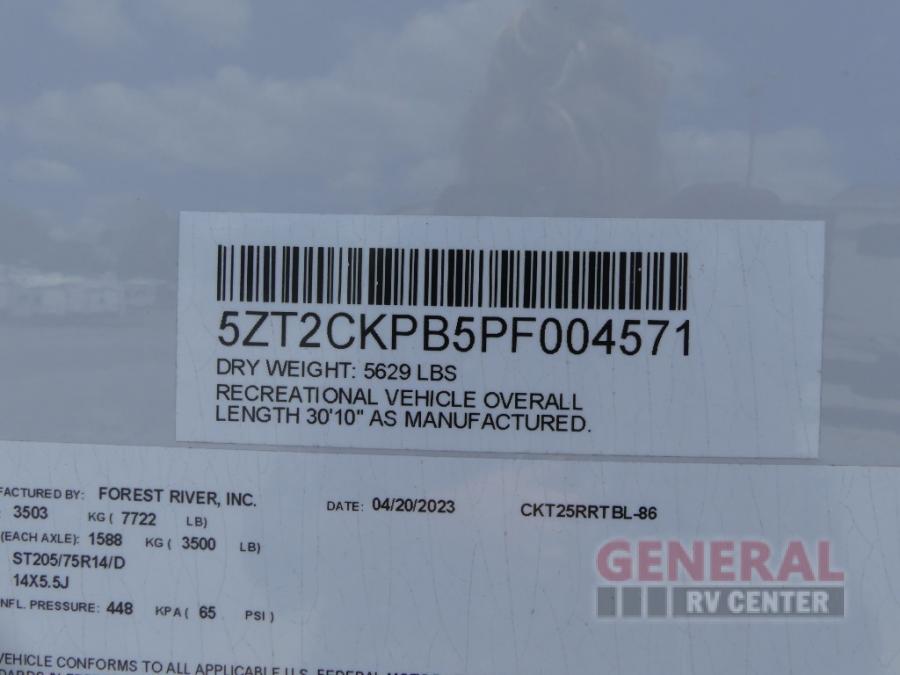 5ZT2CKPB5PF004571
DRY WEIGHT: 5629 LBS
RECREATIONAL VEHICLE OVERALL
LENGTH 30'10" AS MANUFACTURED.
FACTURED BY: FOREST RIVER, INC. DATE: 04/20/2023 CKT25RRTBL-86
: 3503 KG ( 7722 LB)
(EACH AXLE): 1588 KG ( 3500 LB)
ST205/75R14/D
14X5.5J
NFL. PRESSURE: 448 KPA ( 65 PSI )
VEHICLE CONFORMS TO ALL APPLICABLE U.S. FEDERAL MOTOR
GENERAL
RV CENTER